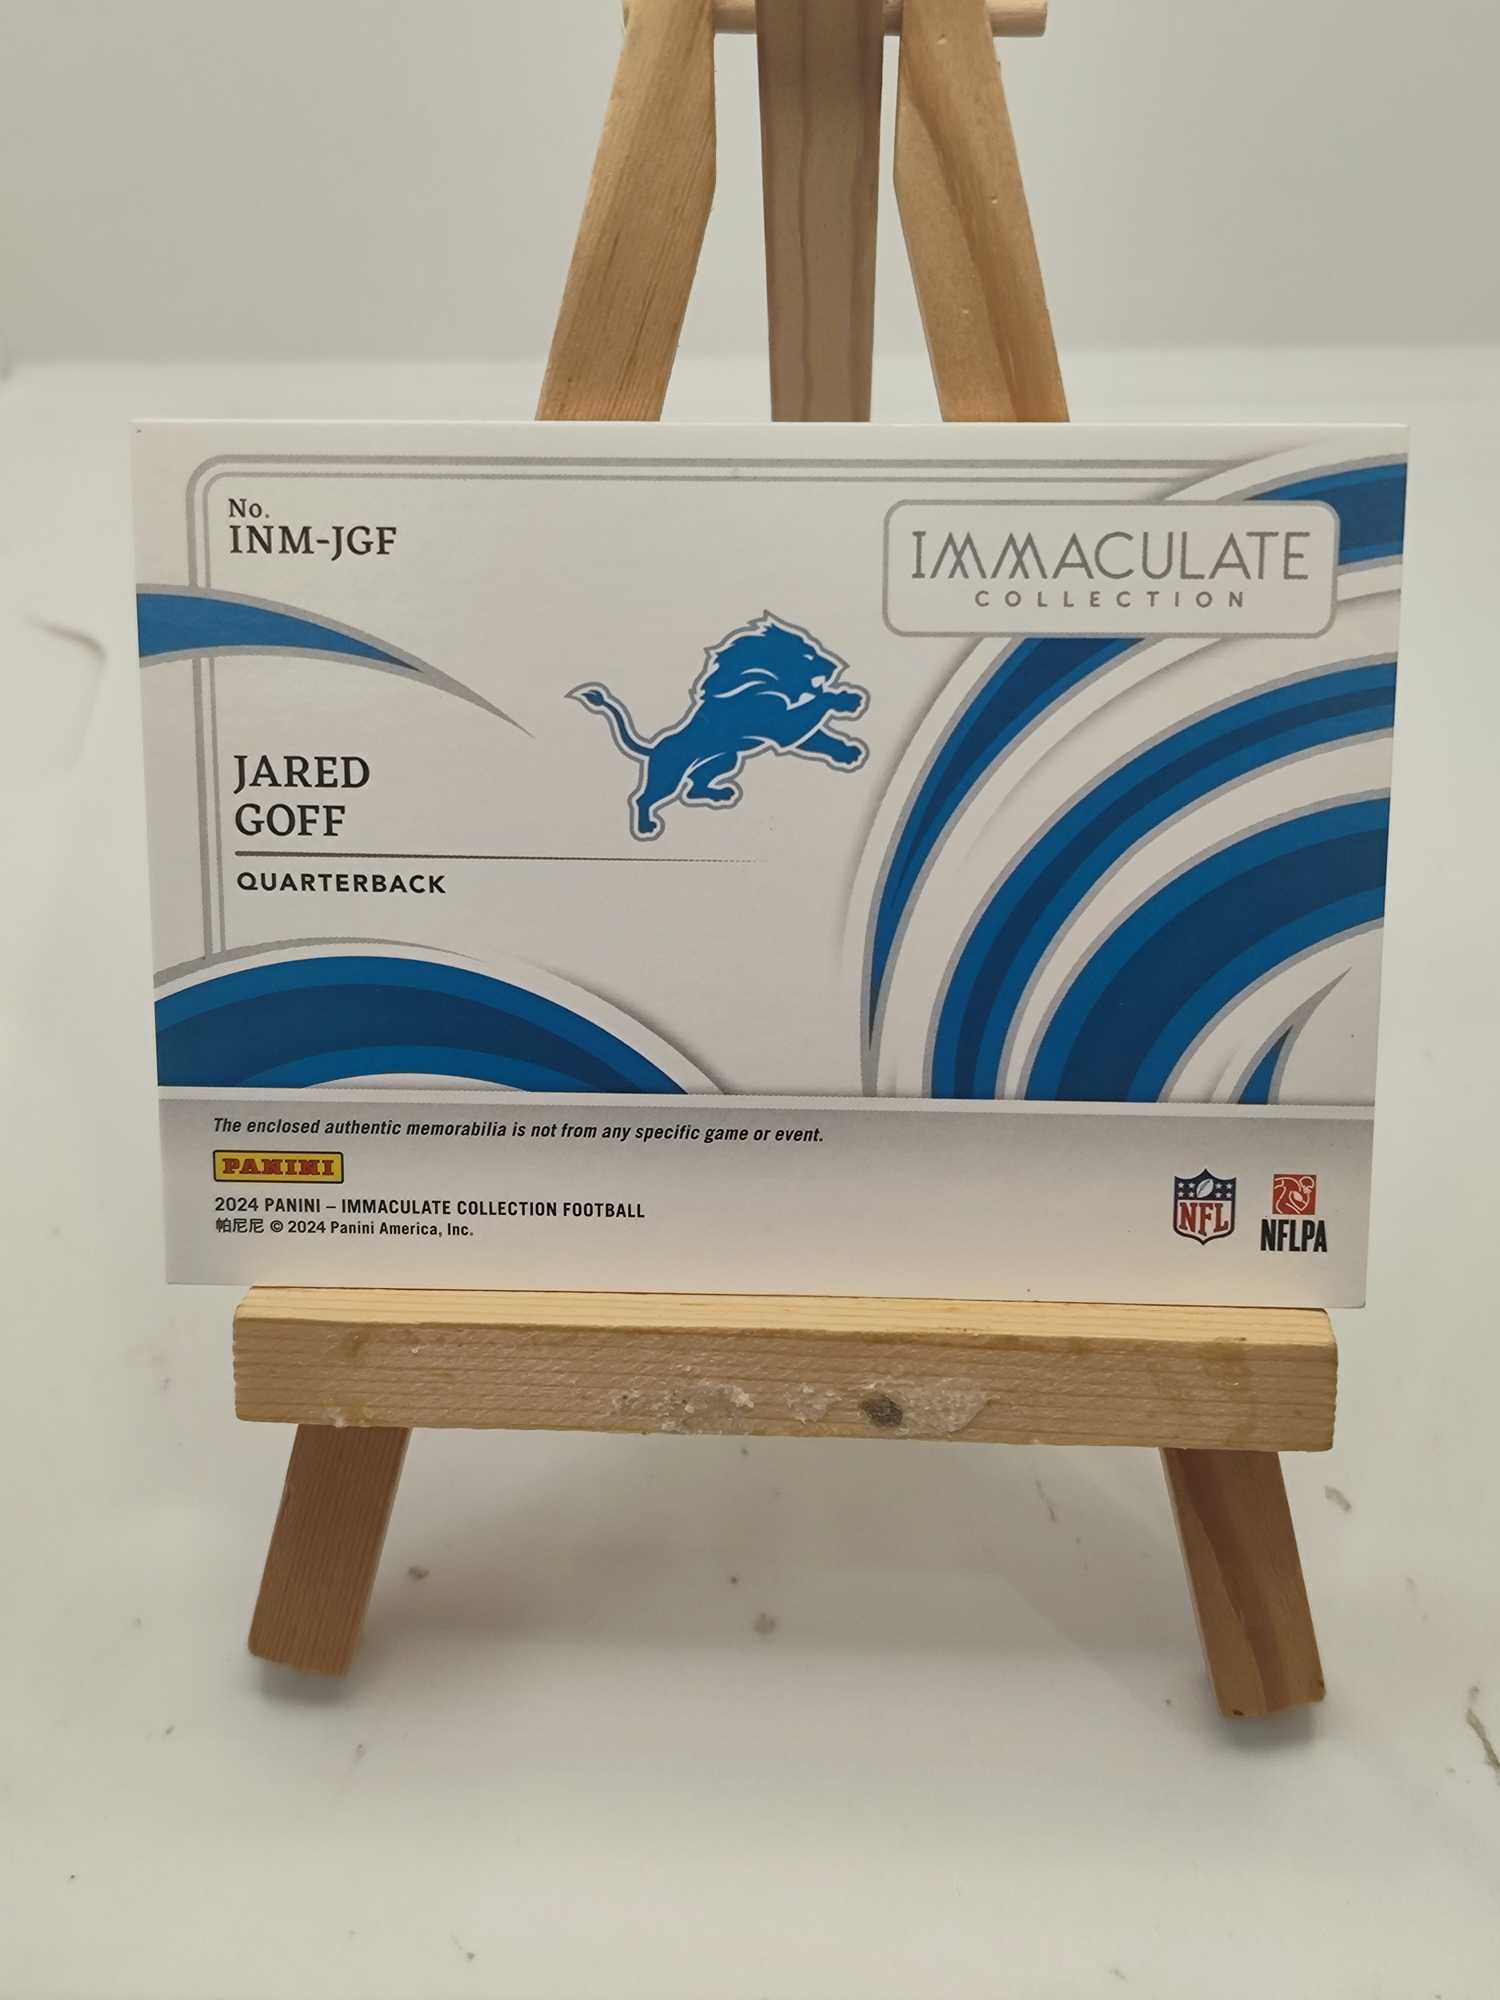 No.
INM-JGF
IMMACULATE
COLLECTION
JARED
GOFF
QUARTERBACK
The enclosed authentic memorabilia is not from any specific game or event.
PANINI
2024 PANINI – IMMACULATE COLLECTION FOOTBALL
帕尼尼 © 2024 Panini America, Inc.
NFL
NFLPA